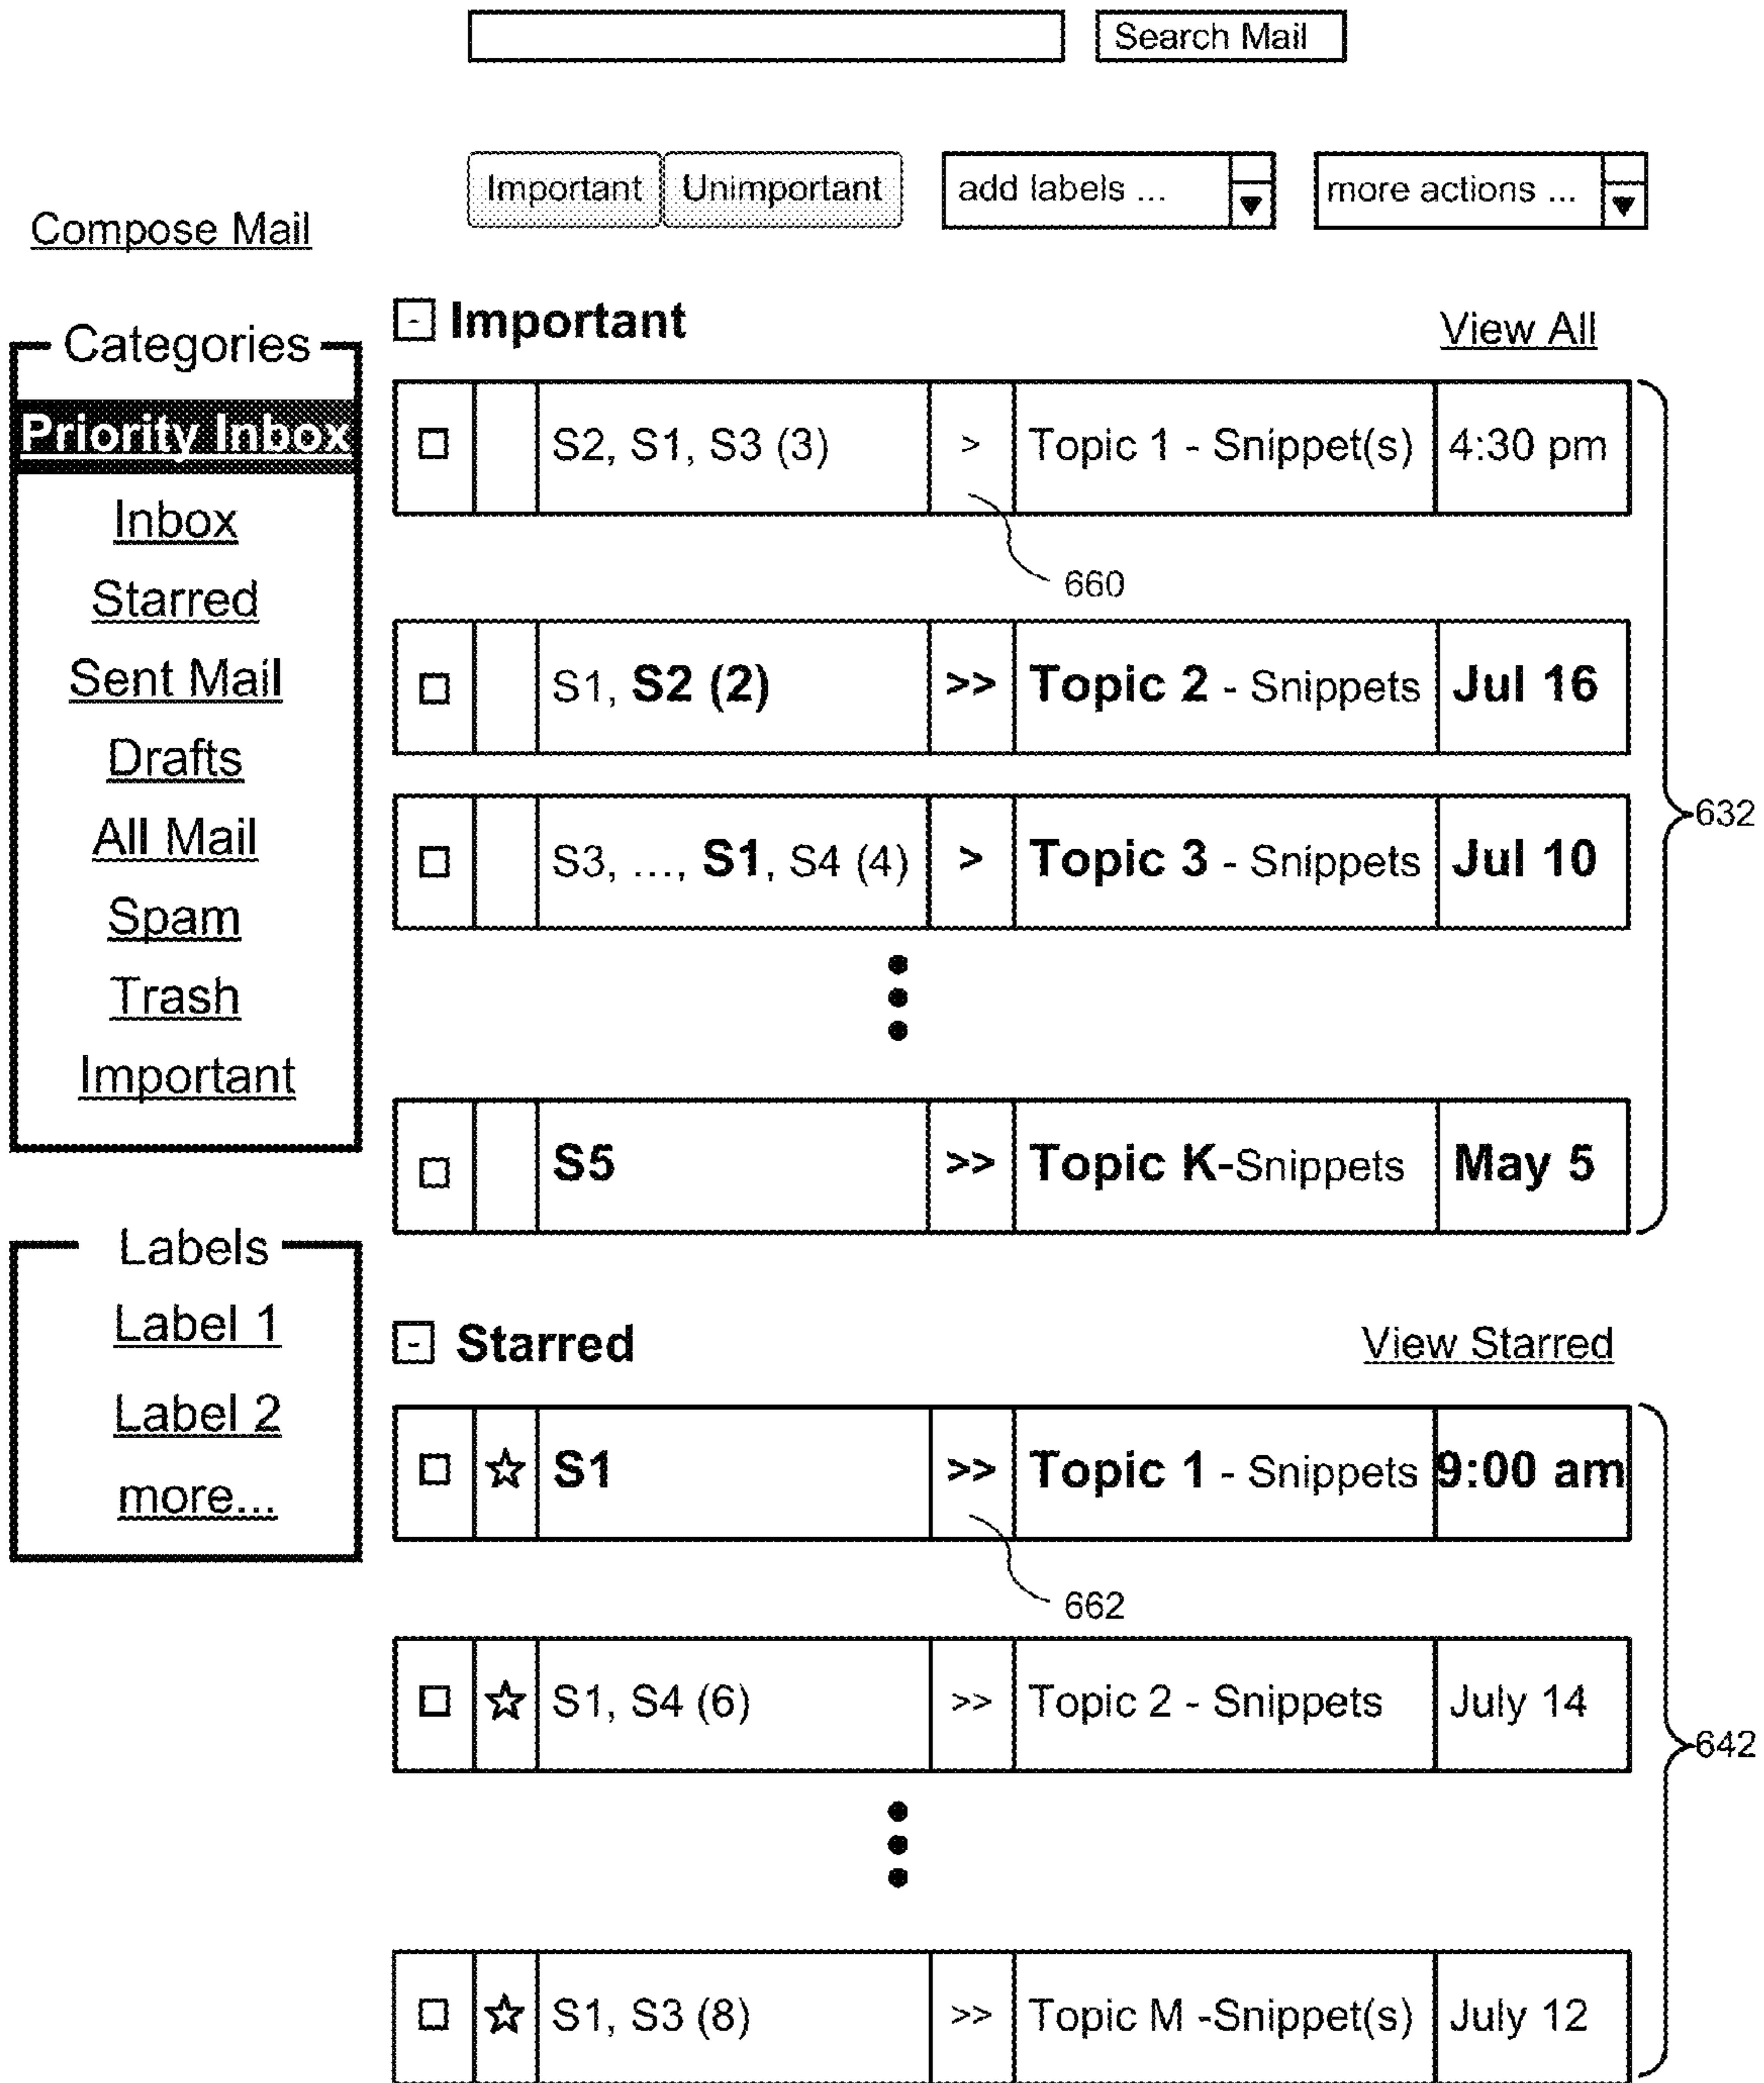 Search Mail
Important Unimportant add labels ... more actions ...
Compose Mail
Categories
Priority Inbox
Inbox
Starred
Sent Mail
Drafts
All Mail
Spam
Trash
Important
Labels
Label 1
Label 2
more...
- Important View All
S2, S1, S3 (3) > Topic 1 - Snippet(s) 4:30 pm
660
S1, S2 (2) >> Topic 2 - Snippets Jul 16
S3, ..., S1, S4 (4) > Topic 3 - Snippets Jul 10
632
S5 >> Topic K-Snippets May 5
- Starred View Starred
S1 >> Topic 1 - Snippets 9:00 am
662
S1, S4 (6) >> Topic 2 - Snippets July 14
642
S1, S3 (8) >> Topic M -Snippet(s) July 12